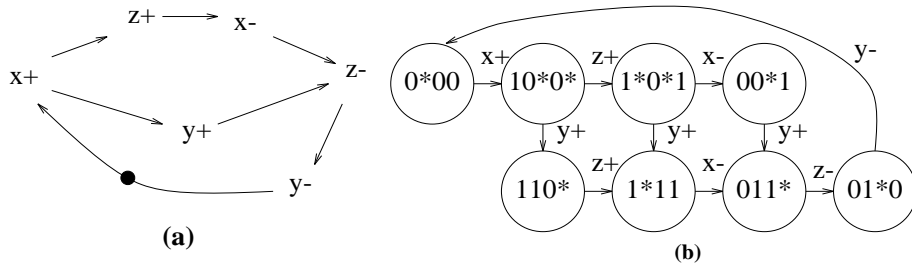 z+ x-
x+ z-
y+
y-
(a)
y-
x+ z+ x-
0*00 10*0* 1*0*1 00*1
y+ y+ y+
z+ x- z-
110* 1*11 011* 01*0
(b)